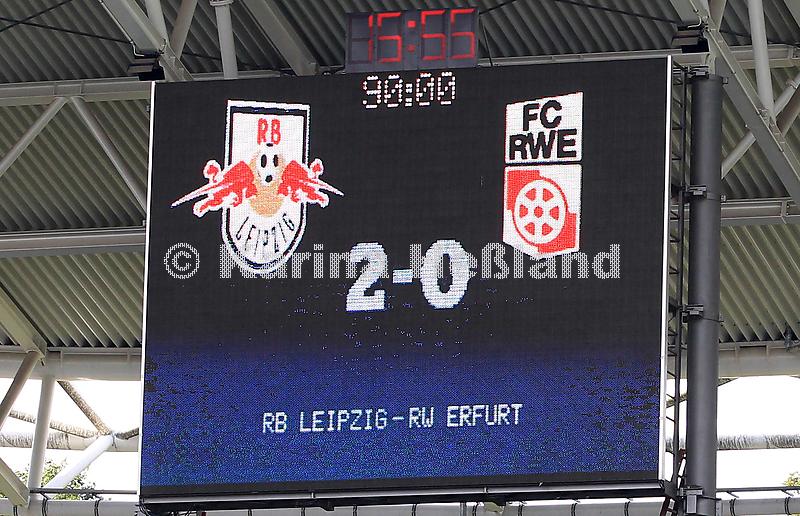 15:55
90:00
RB
LEIPZIG
FC
RWE
2-0
RB LEIPZIG-RW ERFURT